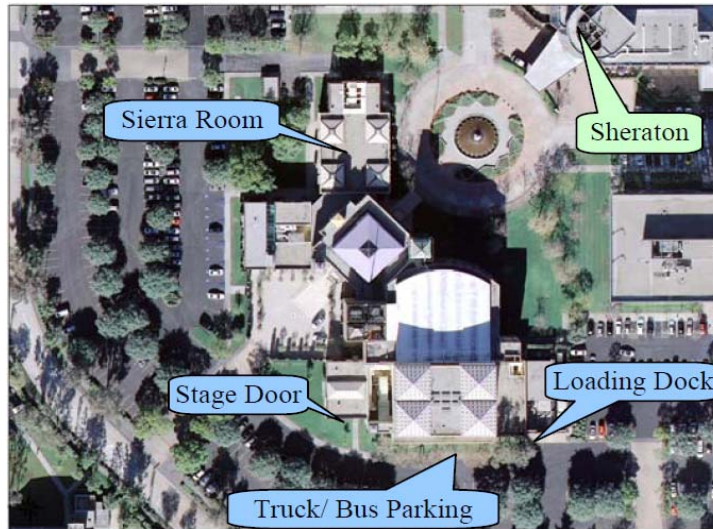 Sierra Room
Sheraton
Stage Door
Loading Dock
Truck/ Bus Parking